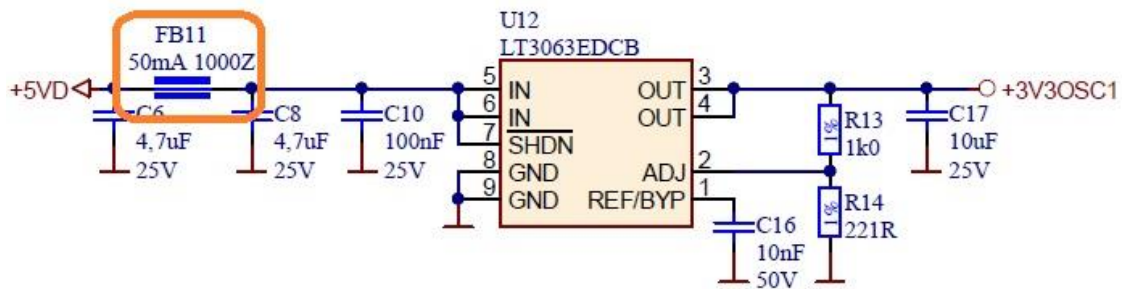 FB11
50mA 1000Z
+5VD
C6
4,7uF
25V
C8
4,7uF
25V
C10
100nF
25V
U12
LT3063EDCB
5 IN
6 IN
7 SHDN
8 GND
9 GND
OUT 3
OUT 4
ADJ 2
REF/BYP 1
C16
10nF
50V
1%
R13
1k0
1%
R14
221R
C17
10uF
25V
+3V3OSC1